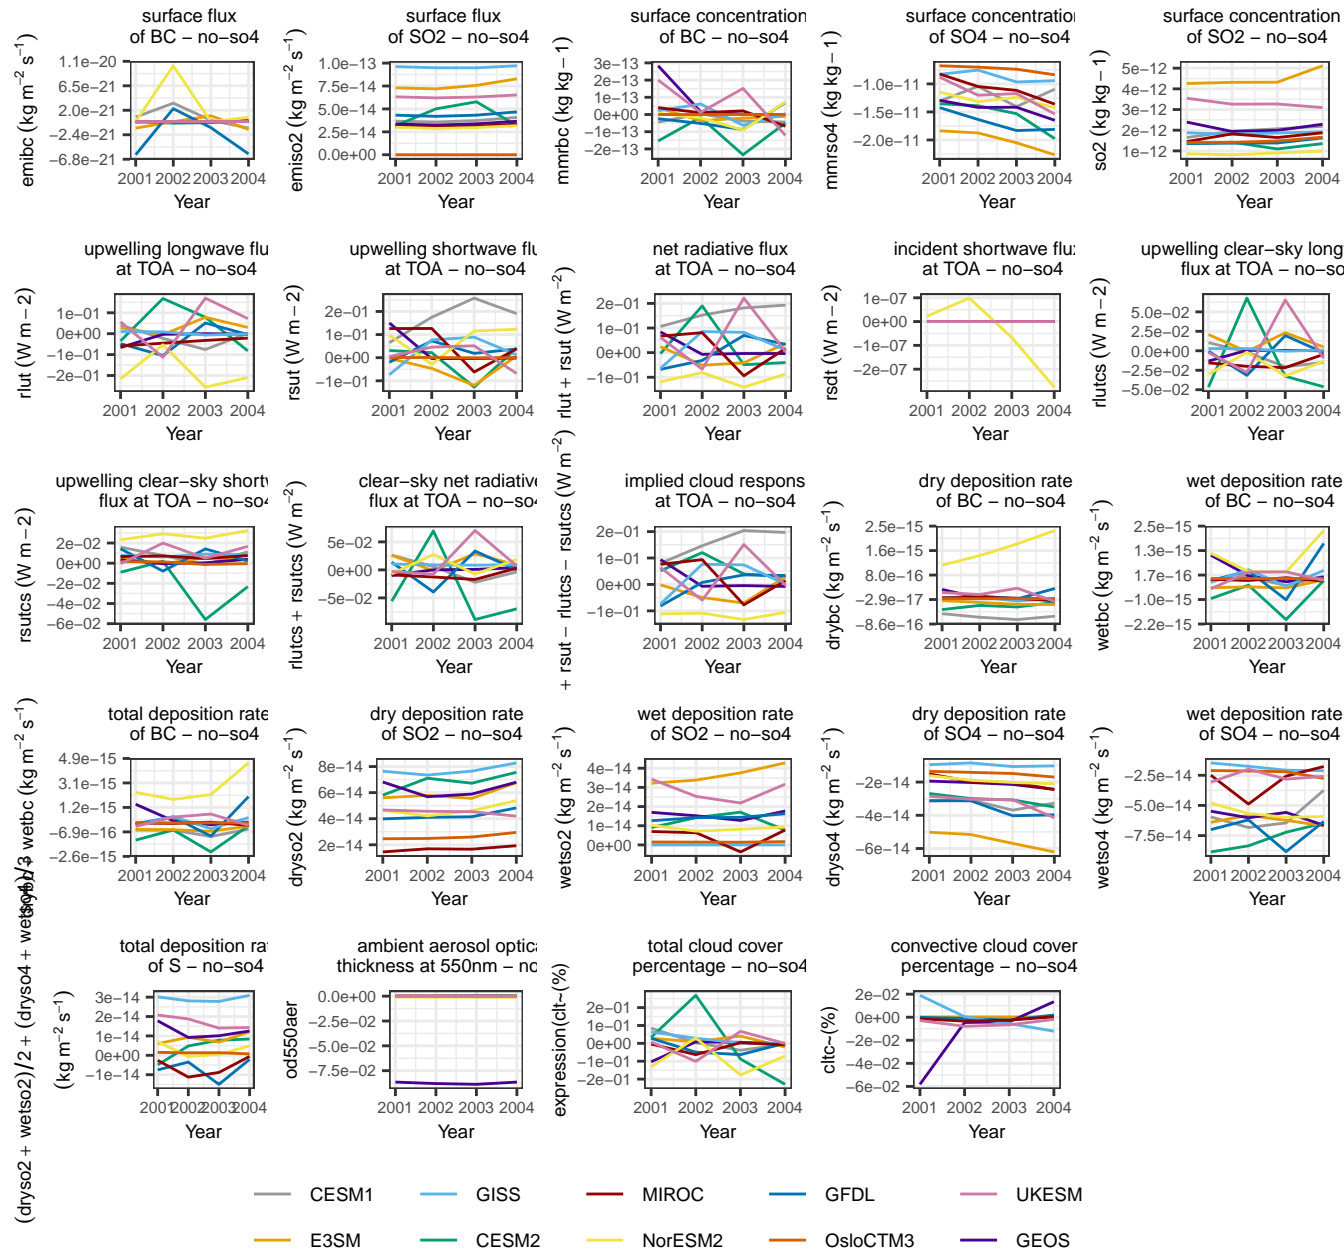 surface flux
of BC − no−so4
emibc (kg m−2 s−1)
1.1e−20
6.5e−21
2.0e−21
−2.4e−21
−6.8e−21
2001 2002 2003 2004
Year
surface flux
of SO2 − no−so4
emiso2 (kg m−2 s−1)
1.0e−13
7.5e−14
5.0e−14
2.5e−14
0.0e+00
2001 2002 2003 2004
Year
surface concentration
of BC − no−so4
mmrbc (kg kg−1)
3e−13
2e−13
1e−13
0e+00
−1e−13
−2e−13
2001 2002 2003 2004
Year
surface concentration
of SO4 − no−so4
mmrso4 (kg kg−1)
−1.0e−11
−1.5e−11
−2.0e−11
2001 2002 2003 2004
Year
surface concentration
of SO2 − no−so4
so2 (kg kg−1)
5e−12
4e−12
3e−12
2e−12
1e−12
2001 2002 2003 2004
Year
upwelling longwave flu
at TOA − no−so4
rlut (W m−2)
1e−01
0e+00
−1e−01
−2e−01
2001 2002 2003 2004
Year
upwelling shortwave flu
at TOA − no−so4
rsut (W m−2)
2e−01
1e−01
0e+00
−1e−01
2001 2002 2003 2004
Year
net radiative flux
at TOA − no−so4
rlut + rsut (W m−2)
2e−01
1e−01
0e+00
−1e−01
2001 2002 2003 2004
Year
incident shortwave flux
at TOA − no−so4
rsdt (W m−2)
1e−07
0e+00
−1e−07
−2e−07
2001 2002 2003 2004
Year
upwelling clear−sky long
flux at TOA − no−so
rlutcs (W m−2)
5.0e−02
2.5e−02
0.0e+00
−2.5e−02
−5.0e−02
2001 2002 2003 2004
Year
upwelling clear−sky shortw
flux at TOA − no−so4
rsutcs (W m−2)
2e−02
0e+00
−2e−02
−4e−02
−6e−02
2001 2002 2003 2004
Year
clear−sky net radiative
flux at TOA − no−so4
rlutcs + rsutcs (W m−2)
5e−02
0e+00
−5e−02
2001 2002 2003 2004
Year
implied cloud respons
at TOA − no−so4
+ rsut − rlutcs − rsutcs (W m−2)
2e−01
1e−01
0e+00
−1e−01
2001 2002 2003 2004
Year
dry deposition rate
of BC − no−so4
drybc (kg m−2 s−1)
2.5e−15
1.6e−15
8.0e−16
−2.9e−17
−8.6e−16
2001 2002 2003 2004
Year
wet deposition rate
of BC − no−so4
wetbc (kg m−2 s−1)
2.5e−15
1.3e−15
1.7e−16
−1.0e−15
−2.2e−15
2001 2002 2003 2004
Year
total deposition rate
of BC − no−so4
wetbc (kg m−2 s−1)
4.9e−15
3.1e−15
1.2e−15
−6.9e−16
−2.6e−15
2001 2002 2003 2004
Year
dry deposition rate
of SO2 − no−so4
dryso2 (kg m−2 s−1)
8e−14
6e−14
4e−14
2e−14
2001 2002 2003 2004
Year
wet deposition rate
of SO2 − no−so4
wetso2 (kg m−2 s−1)
4e−14
3e−14
2e−14
1e−14
0e+00
2001 2002 2003 2004
Year
dry deposition rate
of SO4 − no−so4
dryso4 (kg m−2 s−1)
−2e−14
−4e−14
−6e−14
2001 2002 2003 2004
Year
wet deposition rate
of SO4 − no−so4
wetso4 (kg m−2 s−1)
−2.5e−14
−5.0e−14
−7.5e−14
2001 2002 2003 2004
Year
total deposition rat
of S − no−so4
(dryso2 + wetso2)/2 + (dryso4 + wetso4)/3
(kg m−2 s−1)
3e−14
2e−14
1e−14
0e+00
−1e−14
2001 2002 2003 2004
Year
ambient aerosol optica
thickness at 550nm − no
od550aer
0.0e+00
−2.5e−02
−5.0e−02
−7.5e−02
2001 2002 2003 2004
Year
total cloud cover
percentage − no−so4
expression(clt~(%)
2e−01
1e−01
0e+00
−1e−01
−2e−01
2001 2002 2003 2004
Year
convective cloud cover
percentage − no−so4
cltc~(%)
2e−02
0e+00
−2e−02
−4e−02
−6e−02
2001 2002 2003 2004
Year
CESM1 GISS MIROC GFDL UKESM
E3SM CESM2 NorESM2 OsloCTM3 GEOS